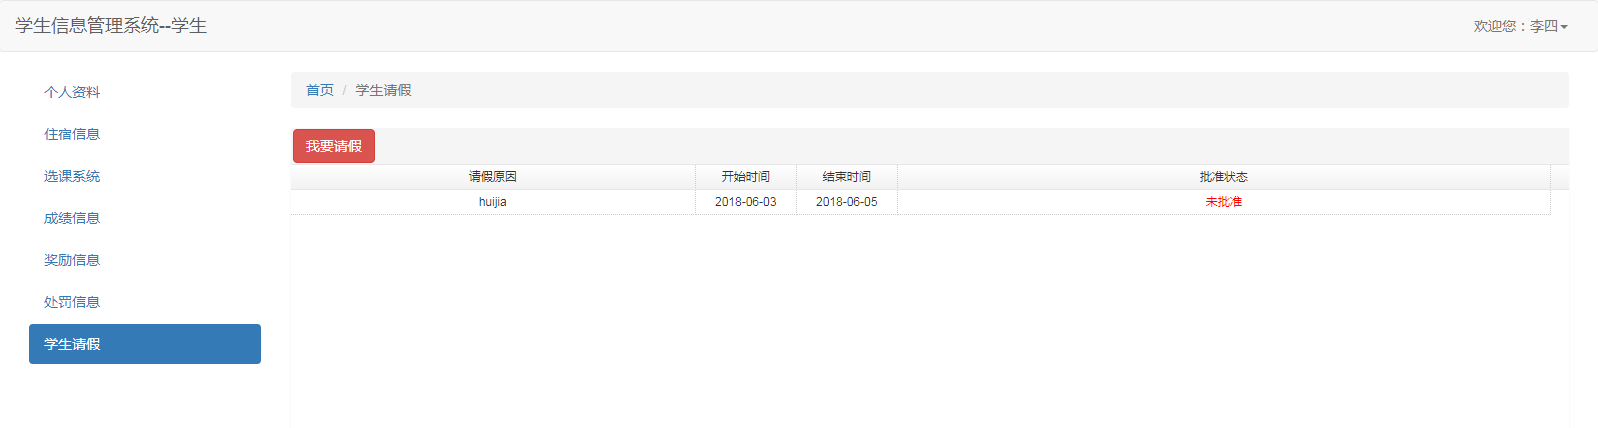 学生信息管理系统--学生
欢迎您：李四
个人资料
住宿信息
选课系统
成绩信息
奖励信息
处罚信息
学生请假
首页 / 学生请假
我要请假
请假原因 开始时间 结束时间 批准状态
huijia 2018-06-03 2018-06-05 未批准